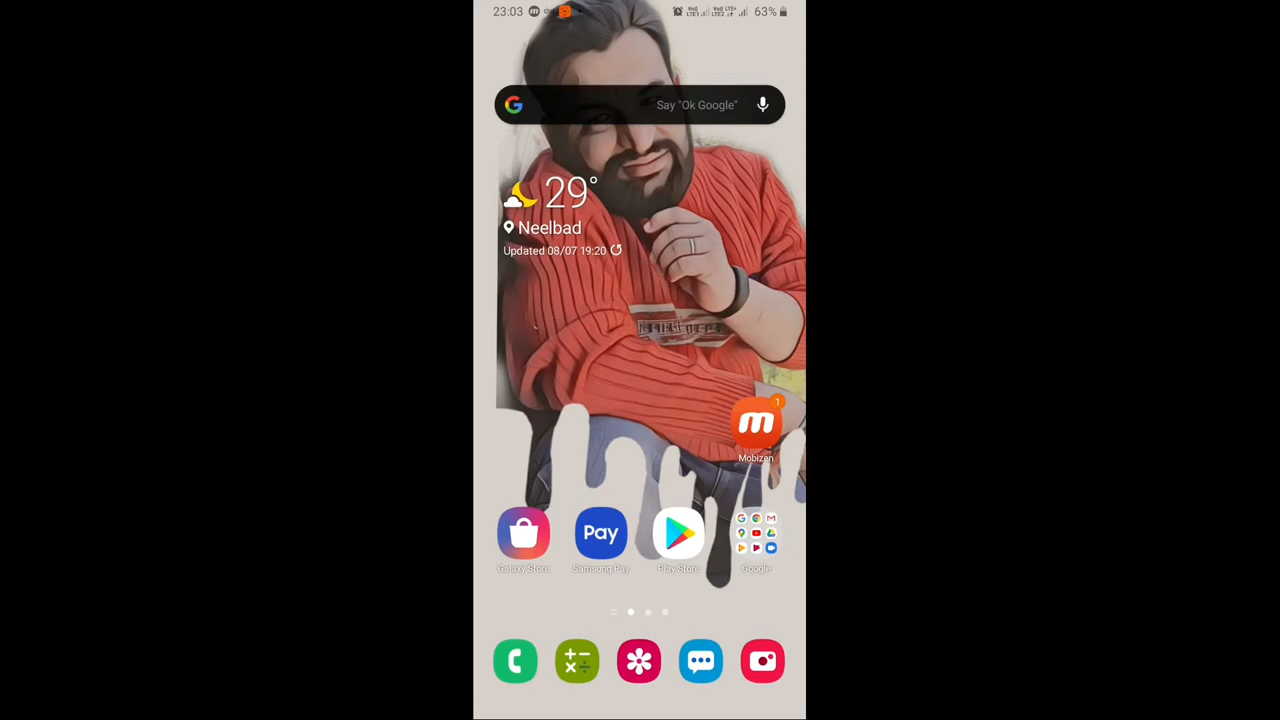 23:03
63%
Say "Ok Google"
29°
Neelbad
Updated 08/07 19:20
1
m
Mobizen
Pay
Galaxy Store
Samsung Pay
Play Store
Google